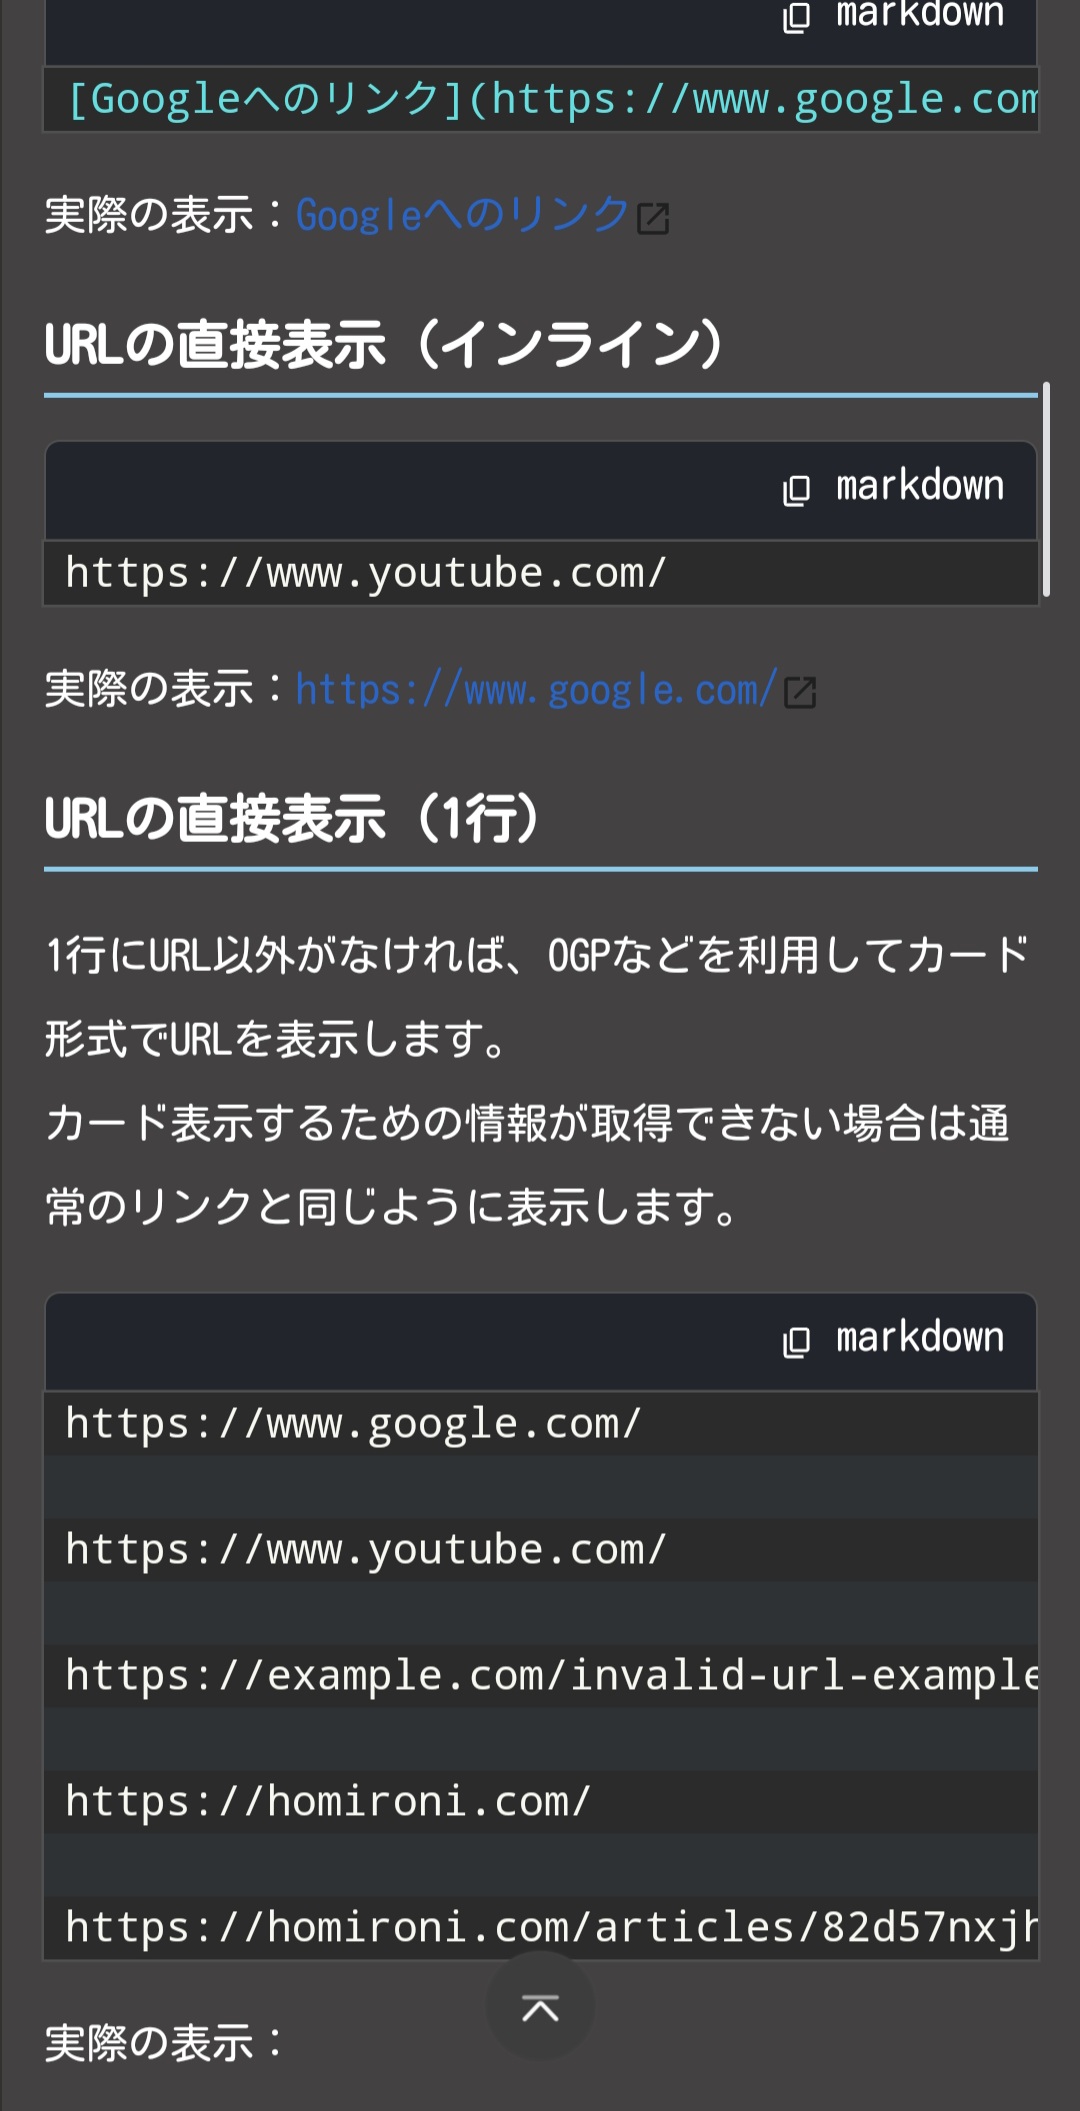 markdown
[Googleへのリンク](https://www.google.com
実際の表示：Googleへのリンク
URLの直接表示（インライン）
markdown
https://www.youtube.com/
実際の表示：https://www.google.com/
URLの直接表示（1行）
1行にURL以外がなければ、OGPなどを利用してカード
形式でURLを表示します。
カード表示するための情報が取得できない場合は通
常のリンクと同じように表示します。
markdown
https://www.google.com/
https://www.youtube.com/
https://example.com/invalid-url-example
https://homironi.com/
https://homironi.com/articles/82d57nxjh
実際の表示：